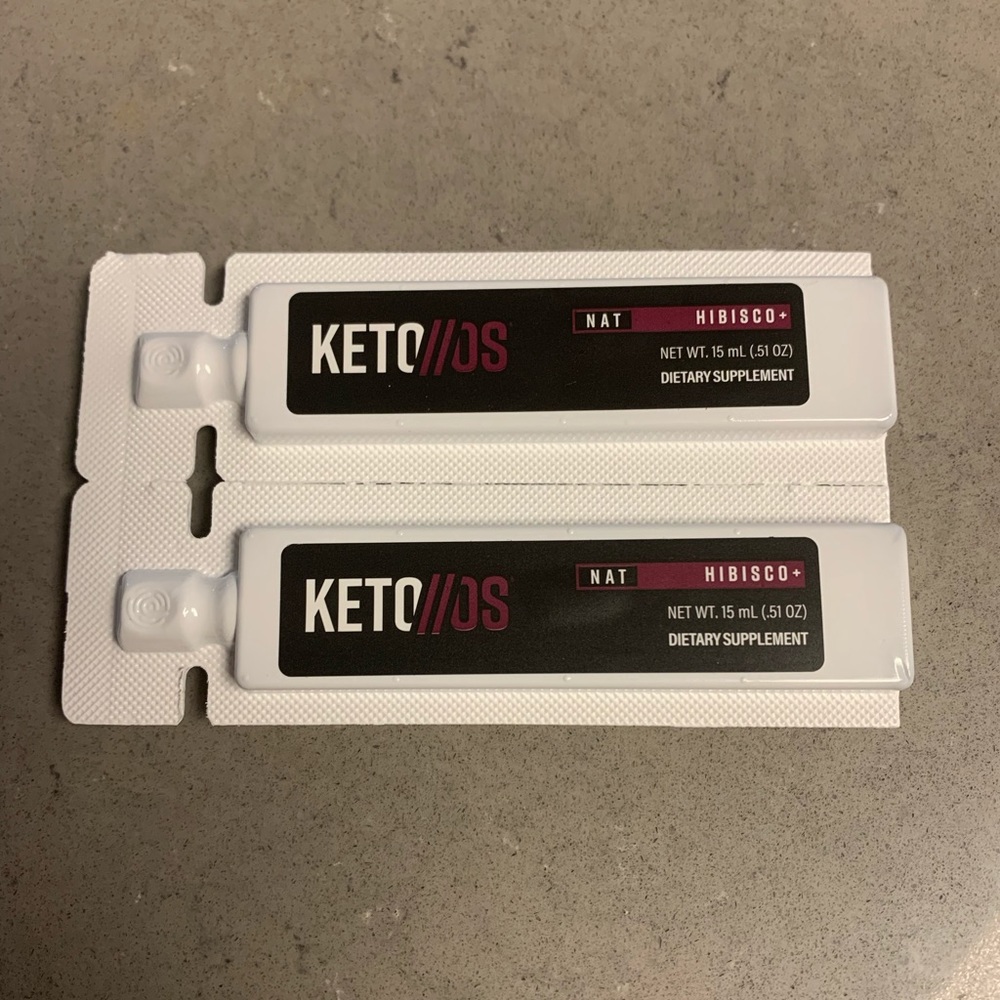 KETO//OS
NAT HIBISCO+
NET WT. 15 mL (.51 OZ)
DIETARY SUPPLEMENT
KETO//OS
NAT HIBISCO+
NET WT. 15 mL (.51 OZ)
DIETARY SUPPLEMENT